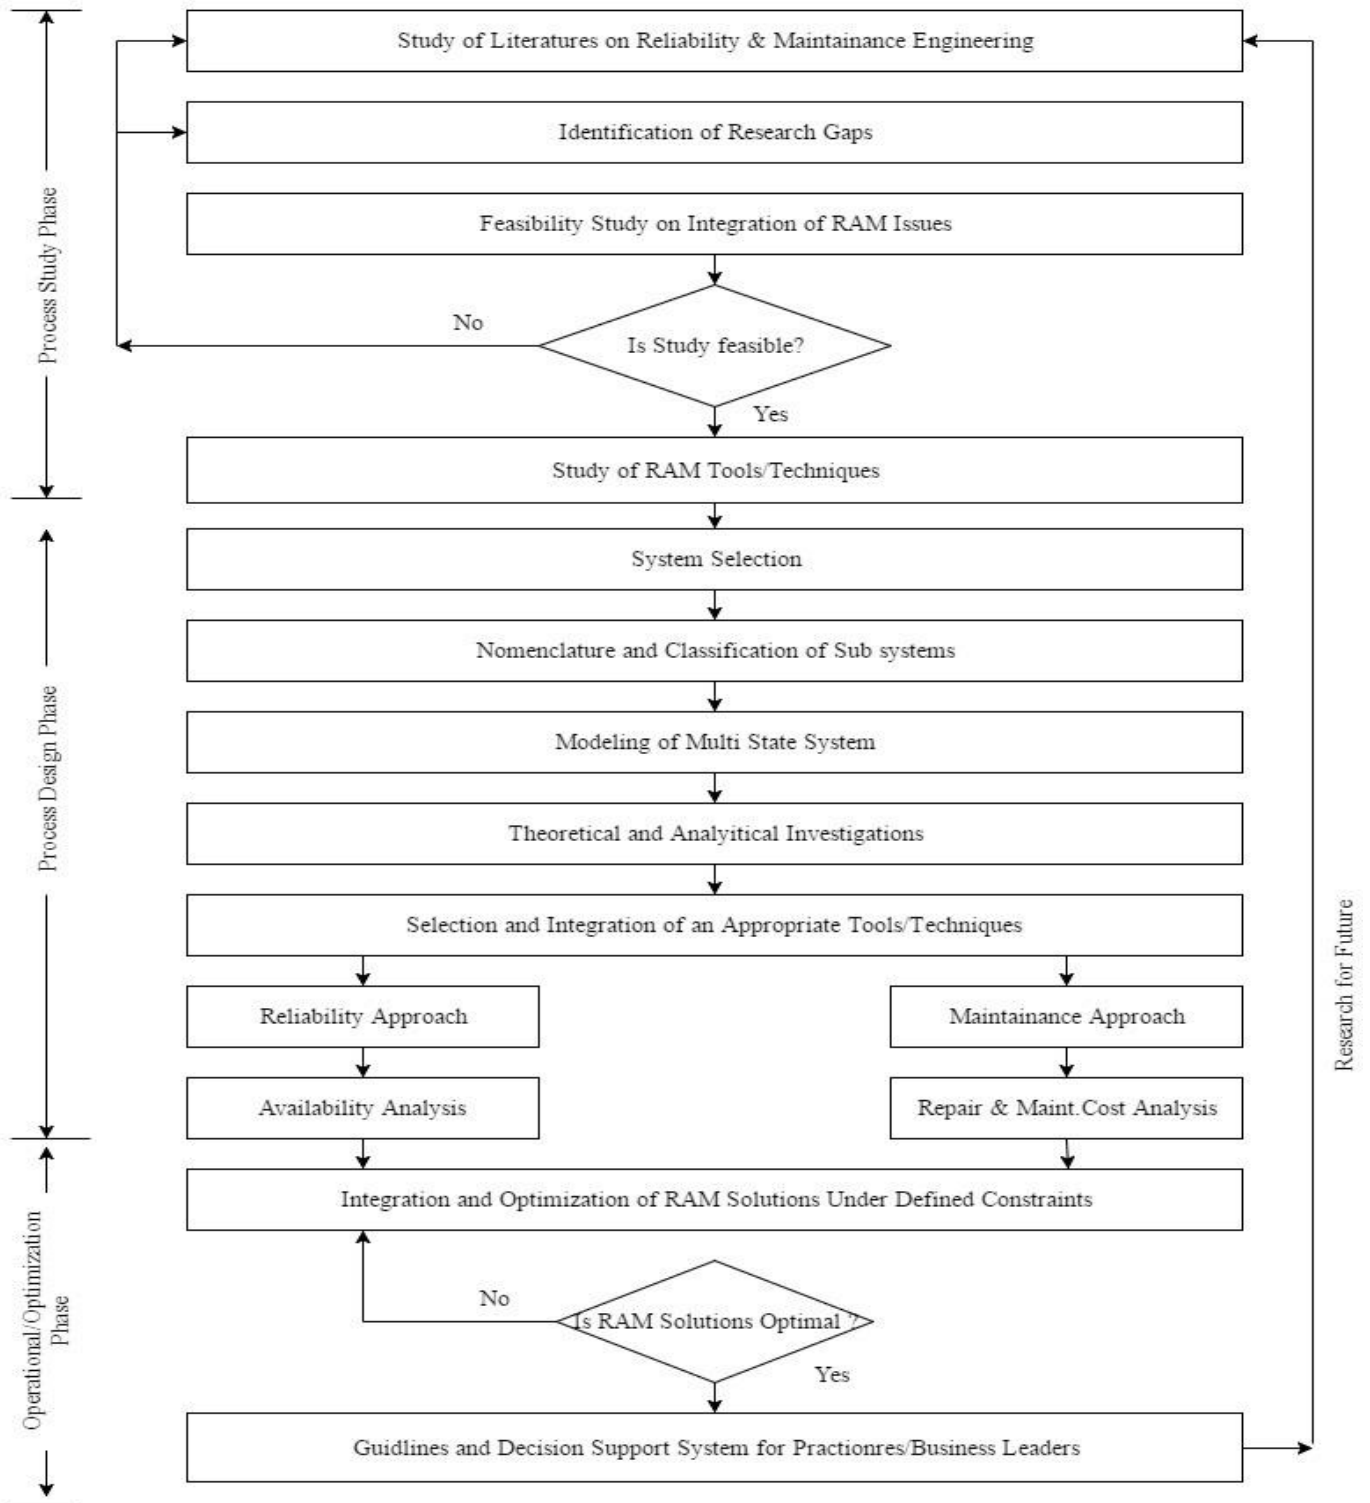 Study of Literatures on Reliability & Maintainance Engineering
Identification of Research Gaps
Feasibility Study on Integration of RAM Issues
Process Study Phase
No
Is Study feasible?
Yes
Study of RAM Tools/Techniques
System Selection
Nomenclature and Classification of Sub systems
Modeling of Multi State System
Process Design Phase
Theoretical and Analyitical Investigations
Selection and Integration of an Appropriate Tools/Techniques
Reliability Approach
Maintainance Approach
Research for Future
Availability Analysis
Repair & Maint.Cost Analysis
Integration and Optimization of RAM Solutions Under Defined Constraints
Operational/Optimization
Phase
No
Is RAM Solutions Optimal ?
Yes
Guidlines and Decision Support System for Practionres/Business Leaders